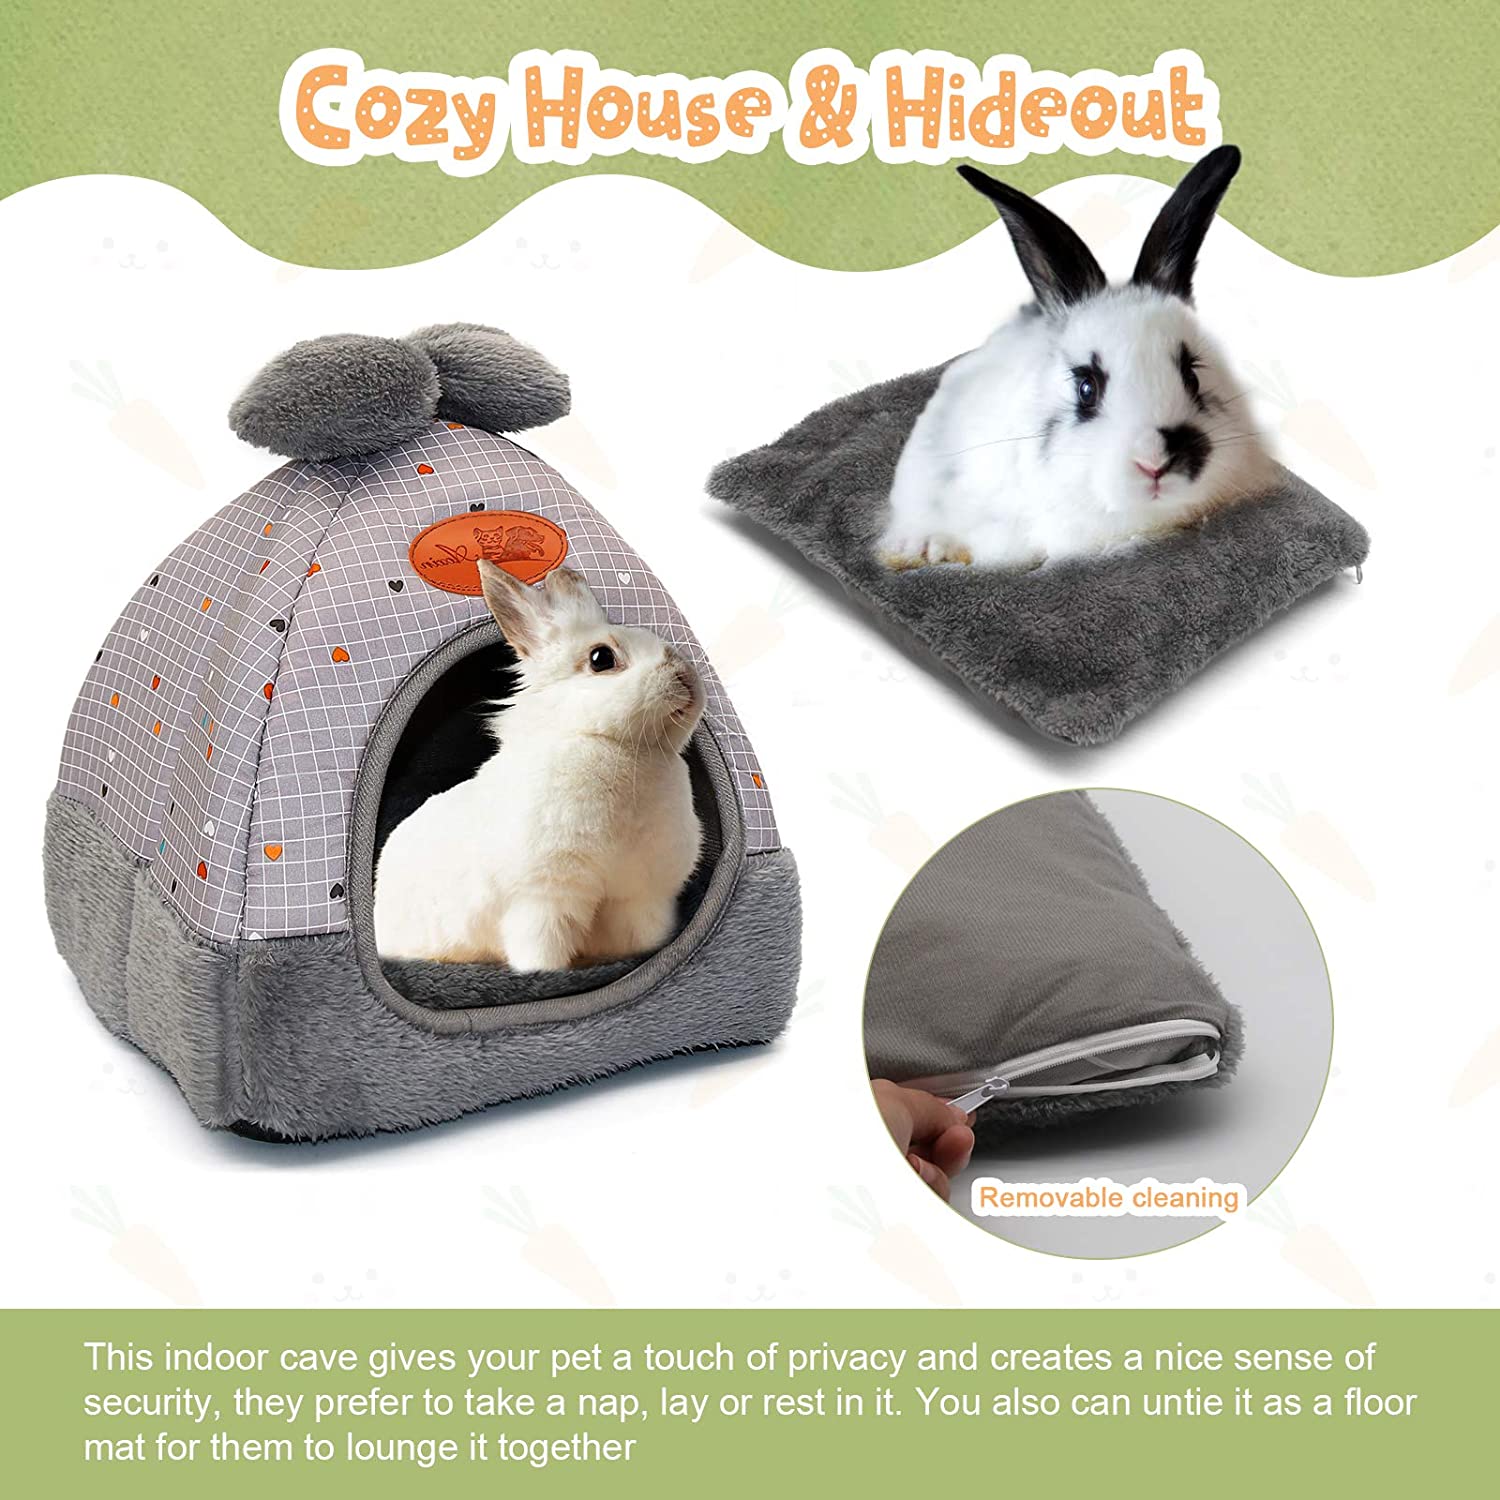 Cozy House & Hideout
Removable cleaning
This indoor cave gives your pet a touch of privacy and creates a nice sense of
security, they prefer to take a nap, lay or rest in it. You also can untie it as a floor
mat for them to lounge it together